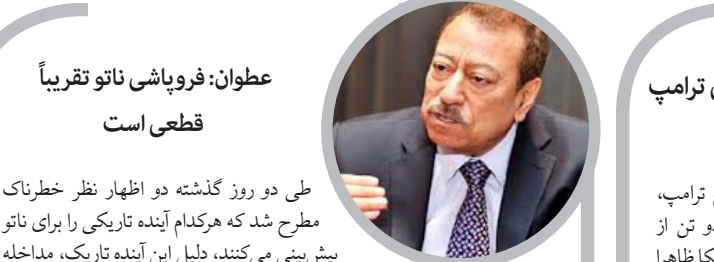 عطوان: فروپاشی ناتو تقریباً
قطعی است
طی دو روز گذشته دو اظهار نظر خطرناک
مطرح شد که هرکدام آینده تاریکی را برای ناتو
پیش‌بینی می‌کنند، دلیل این آینده تاریک، مداخله
ترامپ
ترامپ،
دو تن از
ظاهرا